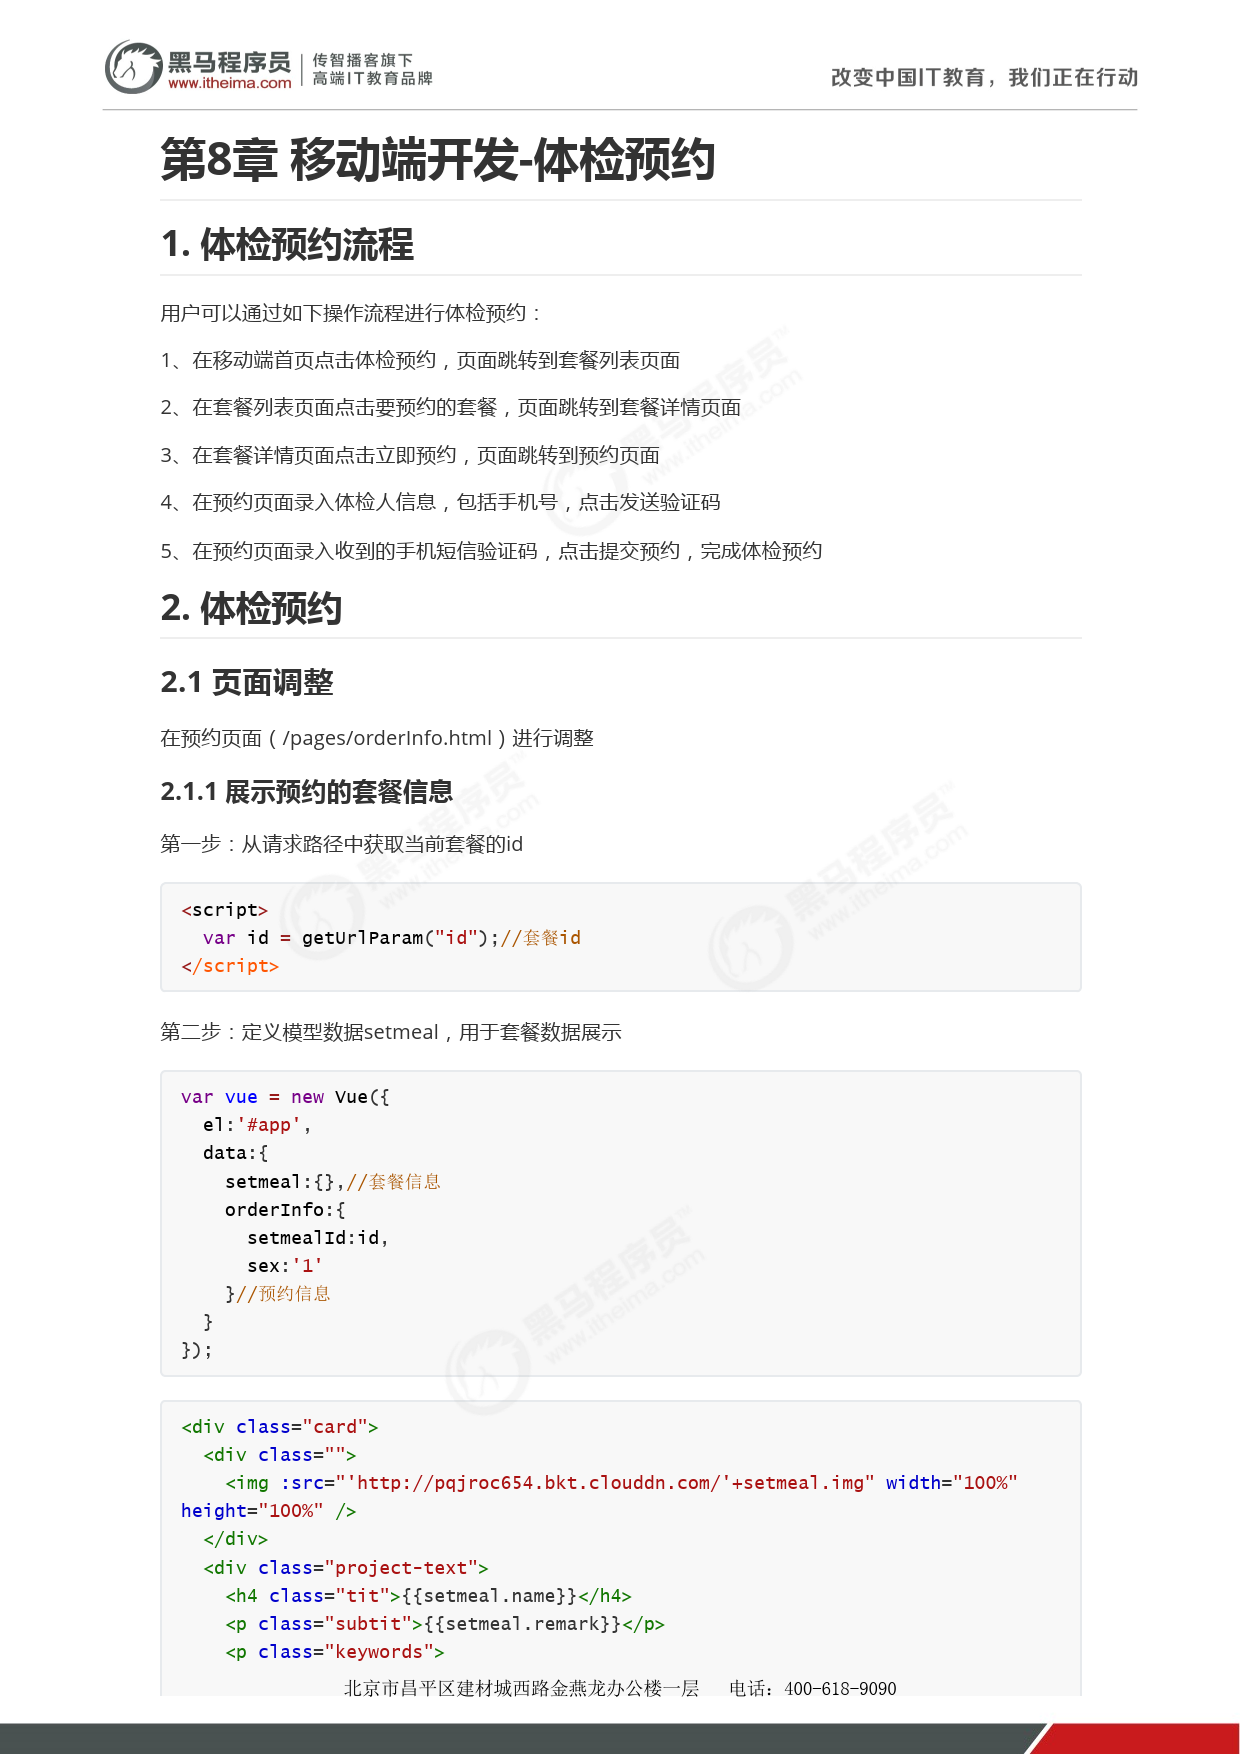 黑马程序员
www.itheima.com
传智播客旗下
高端IT教育品牌
改变中国IT教育，我们正在行动
第8章 移动端开发-体检预约
1. 体检预约流程
用户可以通过如下操作流程进行体检预约：
1、在移动端首页点击体检预约，页面跳转到套餐列表页面
2、在套餐列表页面点击要预约的套餐，页面跳转到套餐详情页面
3、在套餐详情页面点击立即预约，页面跳转到预约页面
4、在预约页面录入体检人信息，包括手机号，点击发送验证码
5、在预约页面录入收到的手机短信验证码，点击提交预约，完成体检预约
2. 体检预约
2.1 页面调整
在预约页面（/pages/orderInfo.html）进行调整
2.1.1 展示预约的套餐信息
第一步：从请求路径中获取当前套餐的id
<script>
  var id = getUrlParam("id");//套餐id
</script>
第二步：定义模型数据setmeal，用于套餐数据展示
var vue = new Vue({
  el:'#app',
  data:{
    setmeal:{},//套餐信息
    orderInfo:{
      setmealId:id,
      sex:'1'
    }//预约信息
  }
});
<div class="card">
  <div class="">
    <img :src="'http://pqjroc654.bkt.clouddn.com/'+setmeal.img" width="100%"
height="100%" />
  </div>
  <div class="project-text">
    <h4 class="tit">{{setmeal.name}}</h4>
    <p class="subtit">{{setmeal.remark}}</p>
    <p class="keywords">
北京市昌平区建材城西路金燕龙办公楼一层 电话：400-618-9090